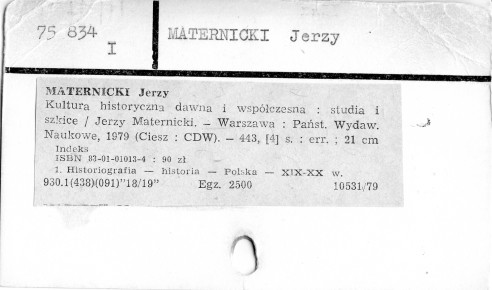 75 834
I
MATERNICKI Jerzy
MATERNICKI Jerzy
Kultura historyczna dawna i współczesna : studia i
szkice / Jerzy Maternicki. — Warszawa : Państ. Wydaw.
Naukowe, 1979 (Ciesz : CDW). — 443, [4] s. : err. ; 21 cm
Indeks
ISBN 83-01-01013-4 : 90 zł
1. Historiografia — historia — Polska — XIX-XX w.
930.1(438)(091)"18/19" Egz. 2500 10531/79